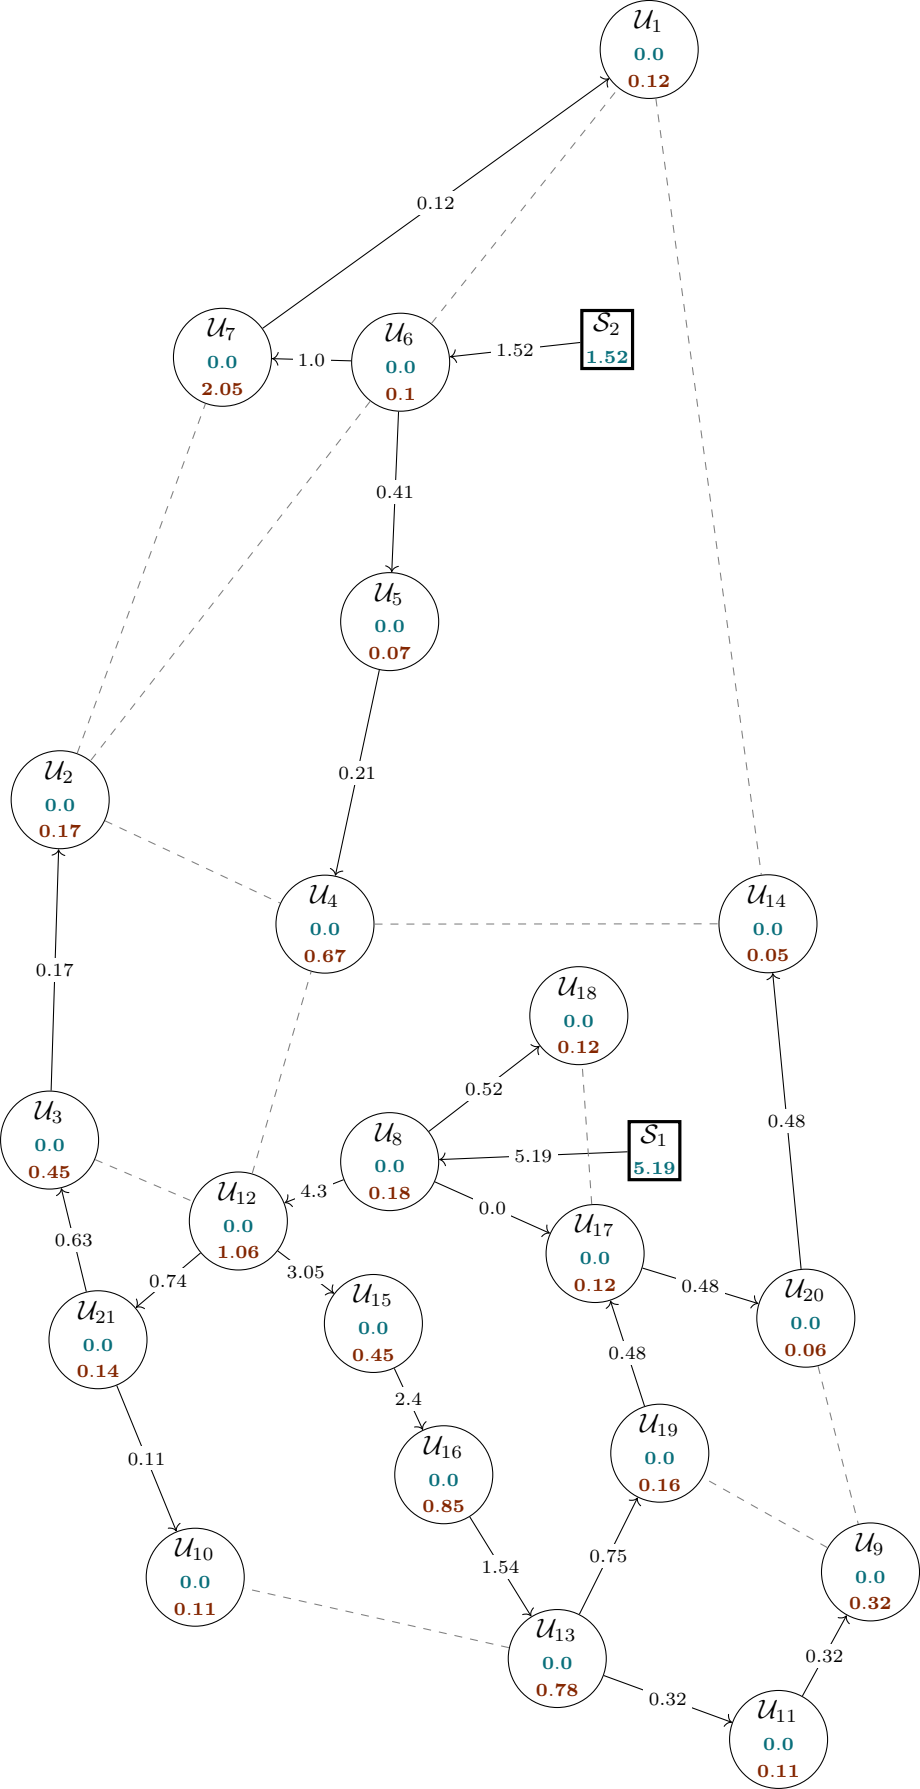 𝒰₁
0.0
0.12
0.12
𝒰₇
0.0
2.05
1.0
𝒰₆
0.0
0.1
1.52
𝒮₂
1.52
0.41
𝒰₅
0.0
0.07
0.21
𝒰₂
0.0
0.17
𝒰₄
0.0
0.67
𝒰₁₄
0.0
0.05
0.17
𝒰₁₈
0.0
0.12
0.52
0.48
𝒰₃
0.0
0.45
𝒰₈
0.0
0.18
5.19
𝒮₁
5.19
4.3
0.0
𝒰₁₂
0.0
1.06
𝒰₁₇
0.0
0.12
0.63
0.74
3.05
0.48
𝒰₂₀
0.0
0.06
𝒰₂₁
0.0
0.14
𝒰₁₅
0.0
0.45
0.48
2.4
0.11
𝒰₁₆
0.0
0.85
𝒰₁₉
0.0
0.16
1.54
0.75
𝒰₁₀
0.0
0.11
𝒰₉
0.0
0.32
𝒰₁₃
0.0
0.78
0.32
0.32
𝒰₁₁
0.0
0.11